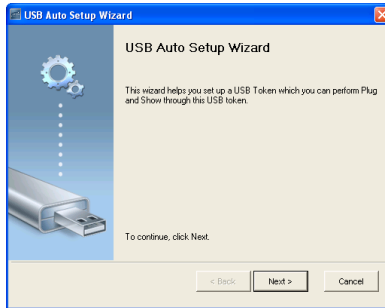 USB Auto Setup Wizard
USB Auto Setup Wizard
This wizard helps you set up a USB Token which you can perform Plug
and Show through this USB token.
To continue, click Next.
< Back Next > Cancel